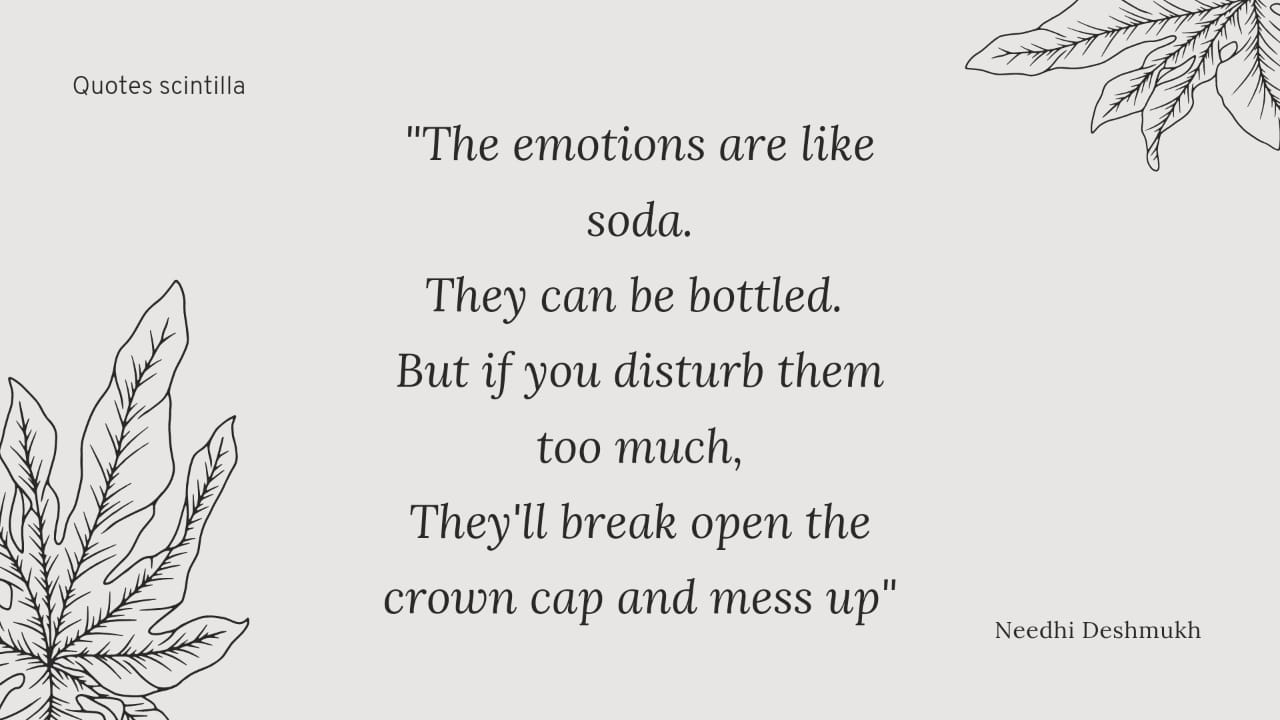 Quotes scintilla
"The emotions are like
soda.
They can be bottled.
But if you disturb them
too much,
They'll break open the
crown cap and mess up"
Needhi Deshmukh